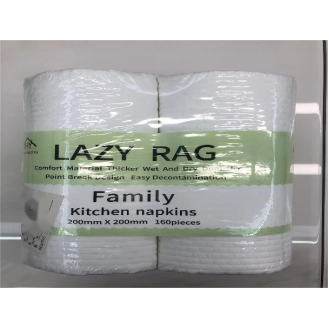 LAZY RAG
Comfort Material Thicker Wet And Dry
Point Break Design Easy Decontamination
Family
Kitchen napkins
200mm X 200mm 160pieces